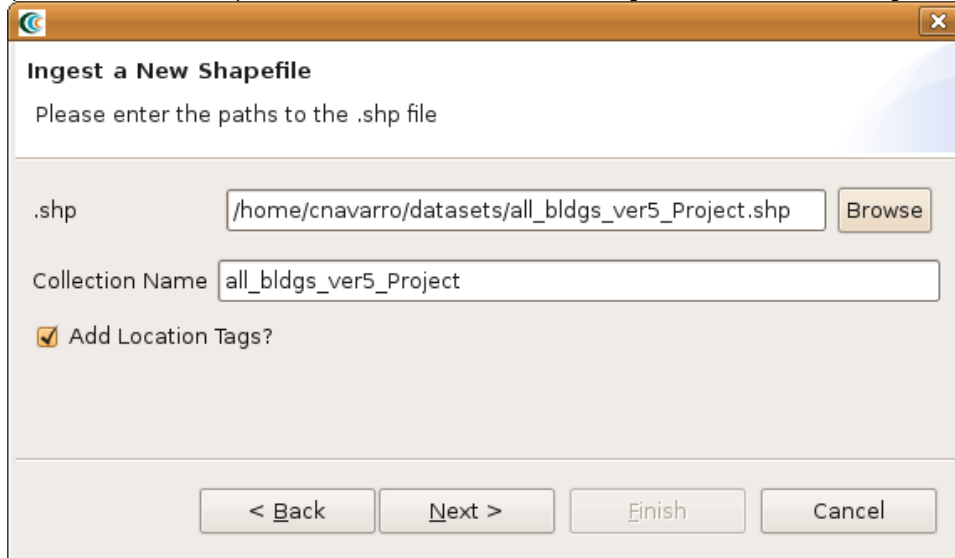 Ingest a New Shapefile
Please enter the paths to the .shp file
.shp /home/cnavarro/datasets/all_bldgs_ver5_Project.shp Browse
Collection Name all_bldgs_ver5_Project
Add Location Tags?
< Back Next > Finish Cancel